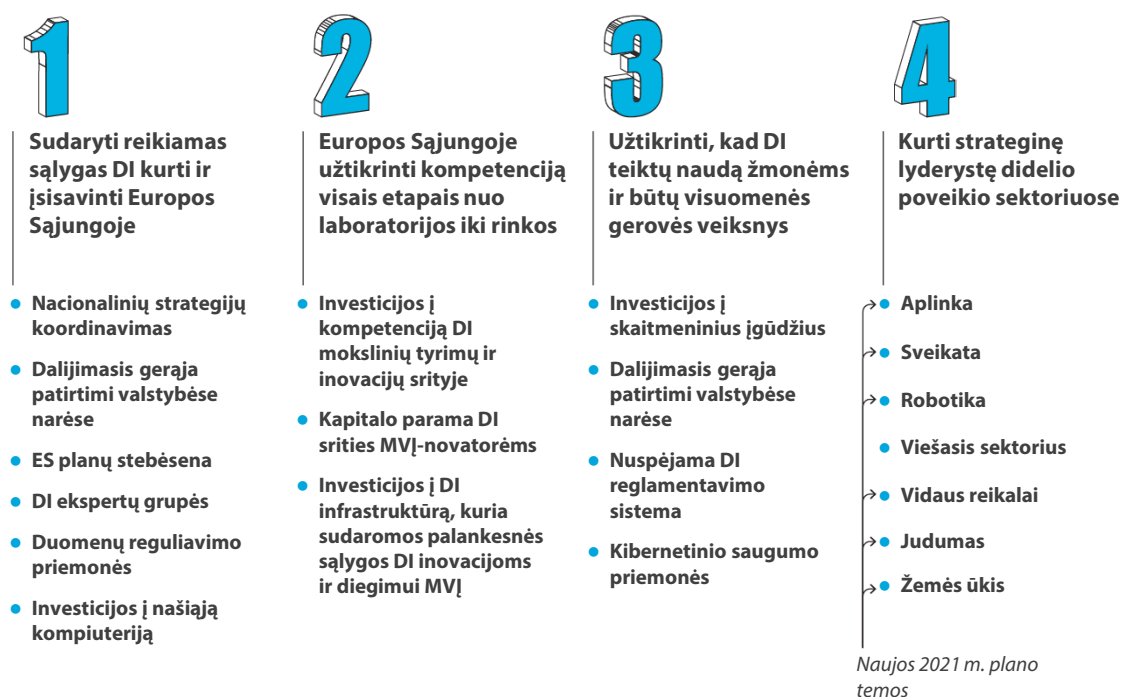 1
Sudaryti reikiamas
sąlygas DI kurti ir
įsisavinti Europos
Sąjungoje
Nacionalinių strategijų
koordinavimas
Dalijimasis gerąja
patirtimi valstybėse
narėse
ES planų stebėsena
DI ekspertų grupės
Duomenų reguliavimo
priemonės
Investicijos į našiąją
kompiuteriją
2
Europos Sąjungoje
užtikrinti kompetenciją
visais etapais nuo
laboratorijos iki rinkos
Investicijos į
kompetenciją DI
mokslinių tyrimų ir
inovacijų srityje
Kapitalo parama DI
srities MVĮ-novatorėms
Investicijos į DI
infrastruktūrą, kuria
sudaromos palankesnės
sąlygos DI inovacijoms
ir diegimui MVĮ
3
Užtikrinti, kad DI
teiktų naudą žmonėms
ir būtų visuomenės
gerovės veiksnys
Investicijos į
skaitmeninius įgūdžius
Dalijimasis gerąja
patirtimi valstybėse
narėse
Nuspėjama DI
reglamentavimo
sistema
Kibernetinio saugumo
priemonės
4
Kurti strateginę
lyderystę didelio
poveikio sektoriuose
Aplinka
Sveikata
Robotika
Viešasis sektorius
Vidaus reikalai
Judumas
Žemės ūkis
Naujos 2021 m. plano
temos